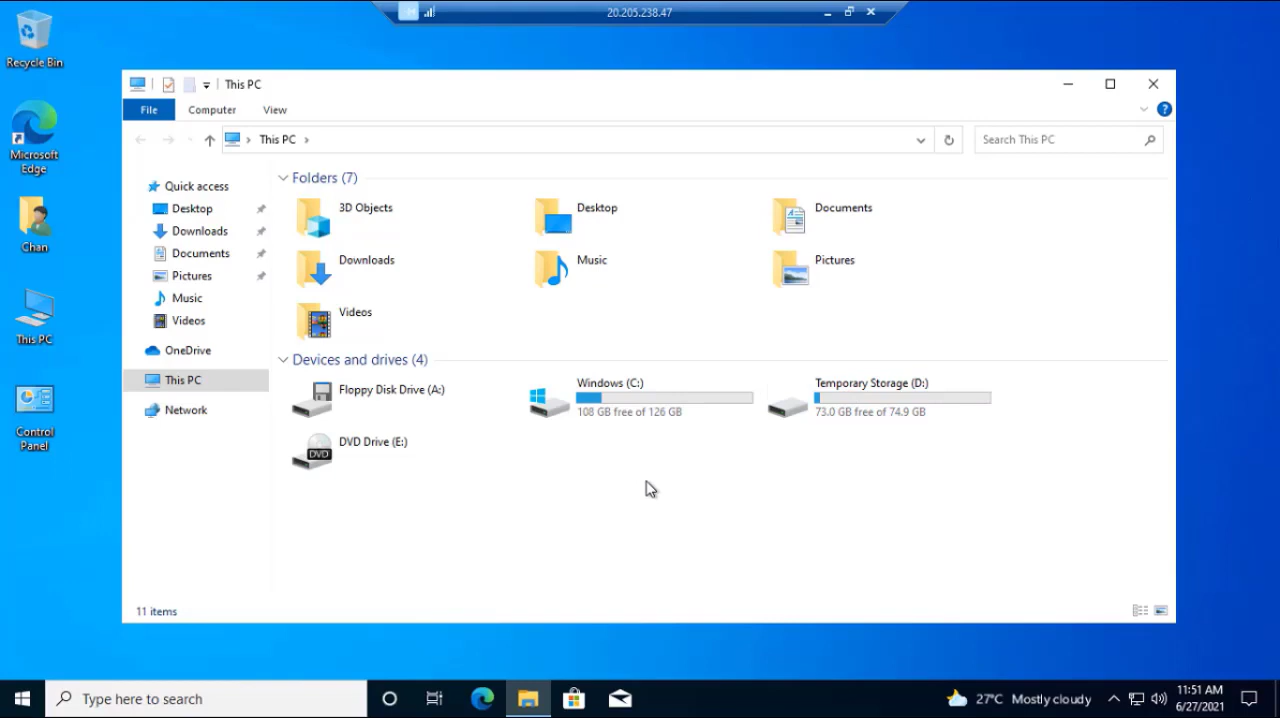 20.205.238.47
Recycle Bin
Microsoft
Edge
Chan
This PC
Control
Panel
This PC
File
Computer
View
This PC
Search This PC
Quick access
Desktop
Downloads
Documents
Pictures
Music
Videos
OneDrive
This PC
Network
Folders (7)
3D Objects
Desktop
Documents
Downloads
Music
Pictures
Videos
Devices and drives (4)
Floppy Disk Drive (A:)
Windows (C:)
108 GB free of 126 GB
Temporary Storage (D:)
73.0 GB free of 74.9 GB
DVD
DVD Drive (E:)
11 items
Type here to search
27°C Mostly cloudy
11:51 AM
6/27/2021